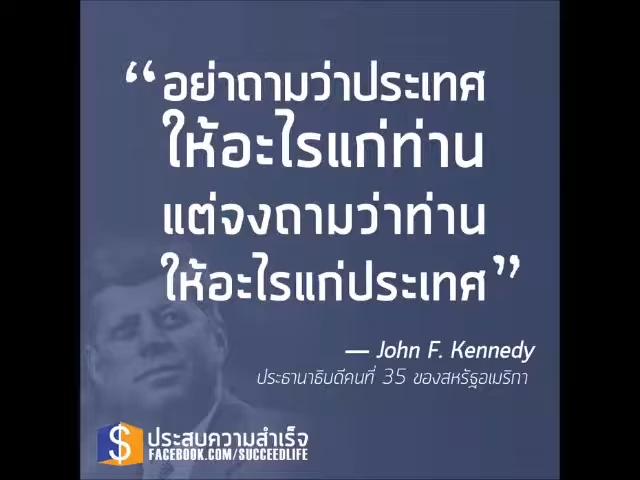 “อย่าถามว่าประเทศ
ให้อะไรแก่ท่าน
แต่จงถามว่าท่าน
ให้อะไรแก่ประเทศ”
— John F. Kennedy
ประธานาธิบดีคนที่ 35 ของสหรัฐอเมริกา
$ ประสบความสำเร็จ
FACEBOOK.COM/SUCCEEDLIFE